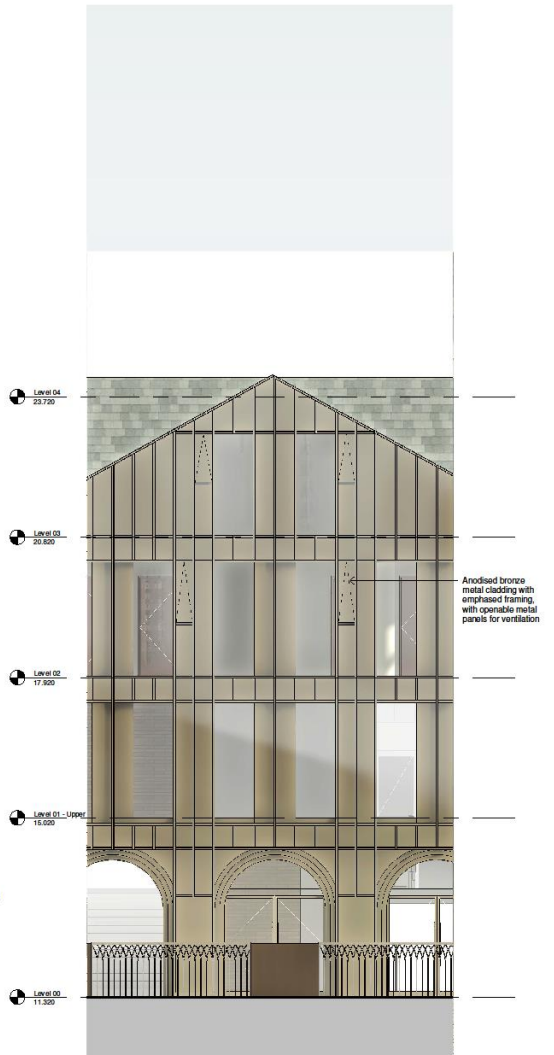 Level 04
23.720
Level 03
20.820
Anodised bronze
metal cladding with
emphased framing,
with openable metal
panels for ventilation
Level 02
17.920
Level 01 - Upper
15.020
Level 00
11.320